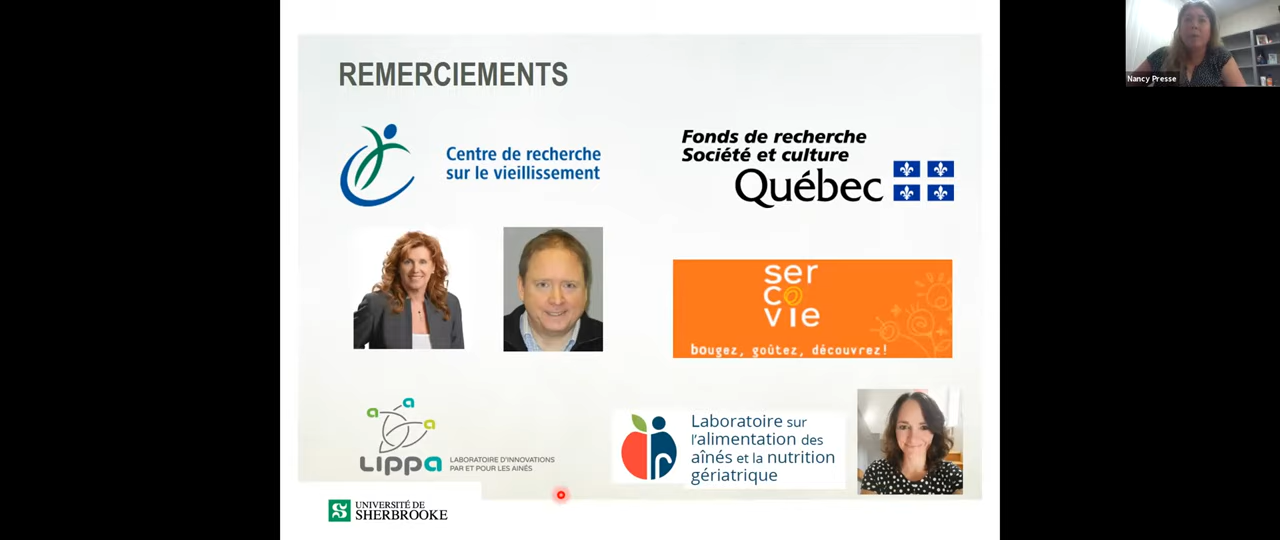 REMERCIEMENTS
Nancy Presse
Centre de recherche
sur le vieillissement
Fonds de recherche
Société et culture
Québec
ser
co
vie
bougez, goûtez, découvrez!
a
a
a
LIPPa
LABORATOIRE D'INNOVATIONS
PAR ET POUR LES AINÉS
Laboratoire sur
l'alimentation des
aînés et la nutrition
gériatrique
UNIVERSITÉ DE
SHERBROOKE